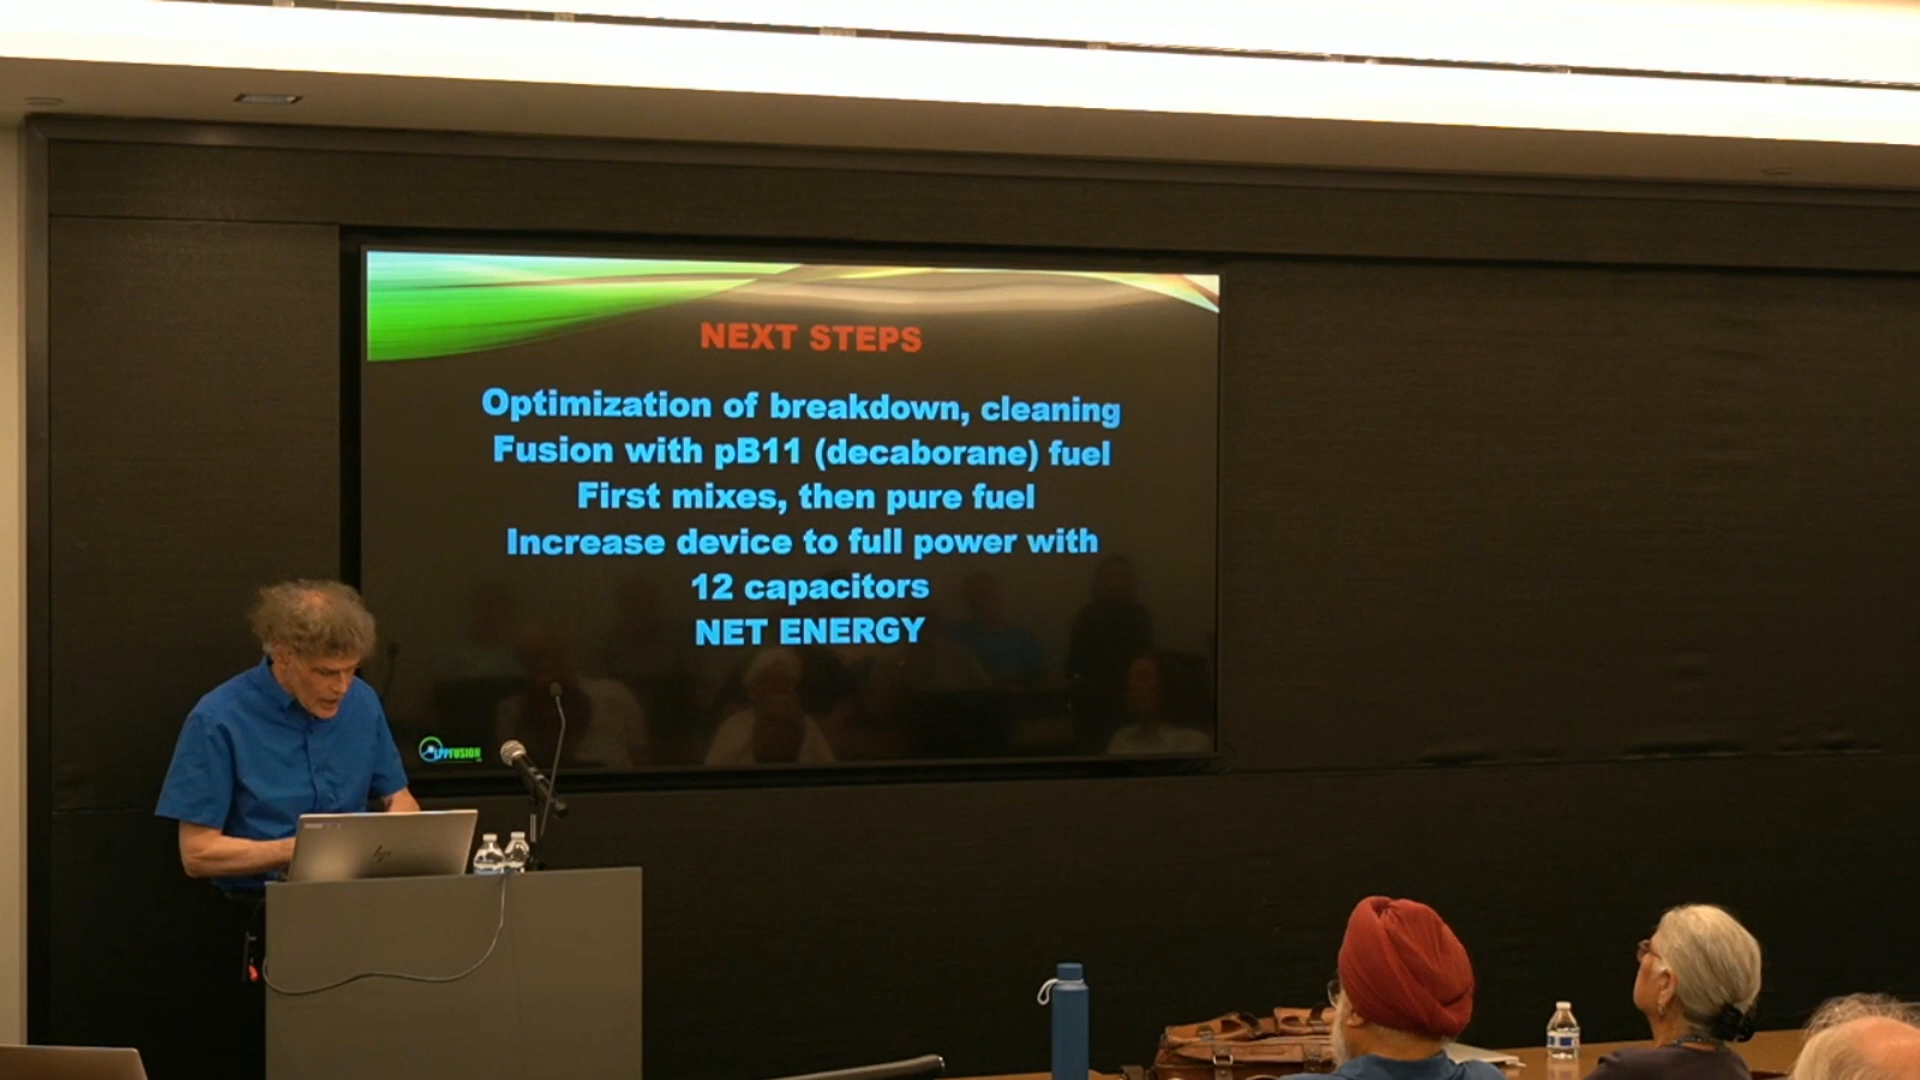 NEXT STEPS
Optimization of breakdown, cleaning
Fusion with pB11 (decaborane) fuel
First mixes, then pure fuel
Increase device to full power with
12 capacitors
NET ENERGY
LPPFUSION
hp